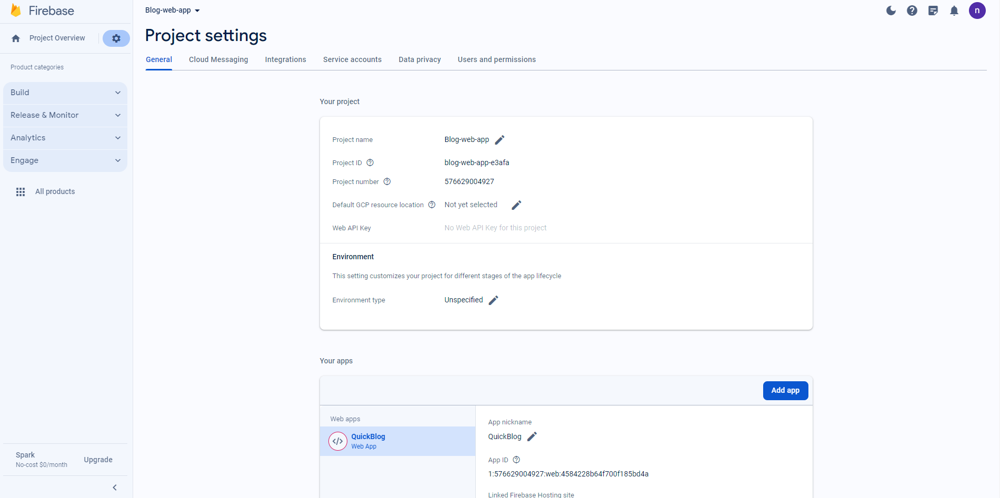 Firebase
Blog-web-app
n
Project Overview
Project settings
General
Cloud Messaging
Integrations
Service accounts
Data privacy
Users and permissions
Product categories
Build
Release & Monitor
Analytics
Engage
All products
Your project
Project name
Blog-web-app
Project ID
blog-web-app-e3afa
Project number
576629004927
Default GCP resource location
Not yet selected
Web API Key
No Web API Key for this project
Environment
This setting customizes your project for different stages of the app lifecycle
Environment type
Unspecified
Your apps
Add app
Web apps
QuickBlog
Web App
App nickname
QuickBlog
App ID
1:576629004927:web:4584228b64f700f185bd4a
Linked Firebase Hosting site
Spark
No-cost $0/month
Upgrade